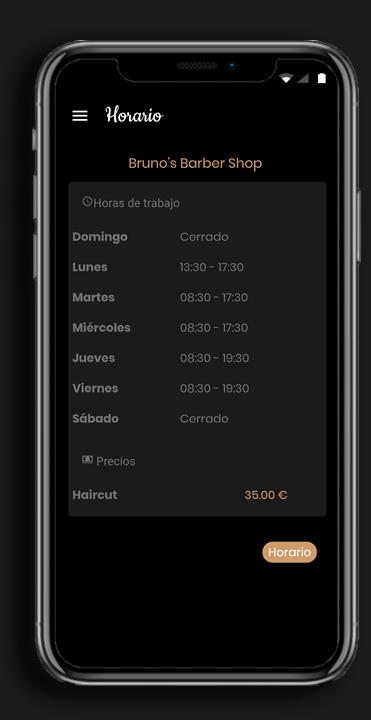 Horario
Bruno's Barber Shop
Horas de trabajo
Domingo Cerrado
Lunes 13:30 - 17:30
Martes 08:30 - 17:30
Miércoles 08:30 - 17:30
Jueves 08:30 - 19:30
Viernes 08:30 - 19:30
Sábado Cerrado
Precios
Haircut 35.00 €
Horario